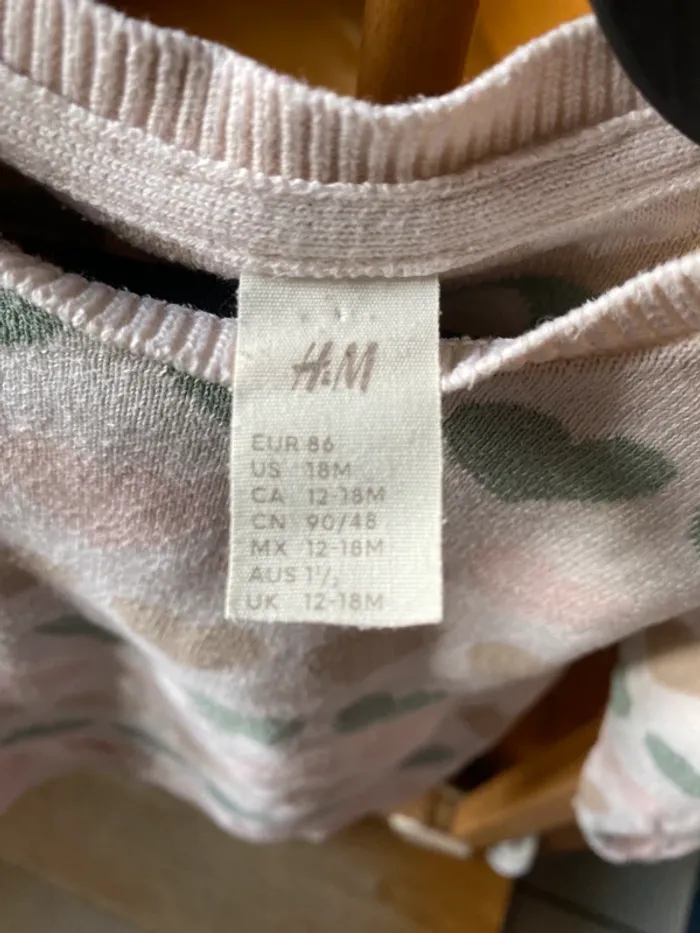 H&M
EUR 86
US 18M
CA 12-18M
CN 90/48
MX 12-18M
AUS 1½
UK 12-18M